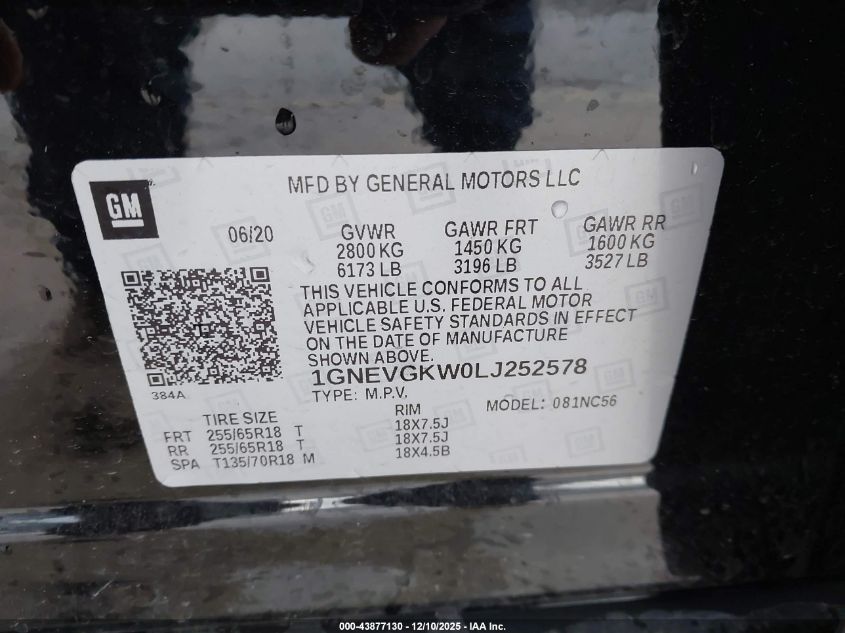 GM
MFD BY GENERAL MOTORS LLC
06/20 GVWR GAWR FRT GAWR RR
2800 KG 1450 KG 1600 KG
6173 LB 3196 LB 3527 LB
THIS VEHICLE CONFORMS TO ALL
APPLICABLE U.S. FEDERAL MOTOR
VEHICLE SAFETY STANDARDS IN EFFECT
ON THE DATE OF MANUFACTURE
SHOWN ABOVE.
1GNEVGKW0LJ252578
384A TYPE: M.P.V. MODEL: 081NC56
TIRE SIZE RIM
FRT 255/65R18 T 18X7.5J
RR 255/65R18 T 18X7.5J
SPA T135/70R18 M 18X4.5B
000-43877130 - 12/10/2025 - IAA Inc.